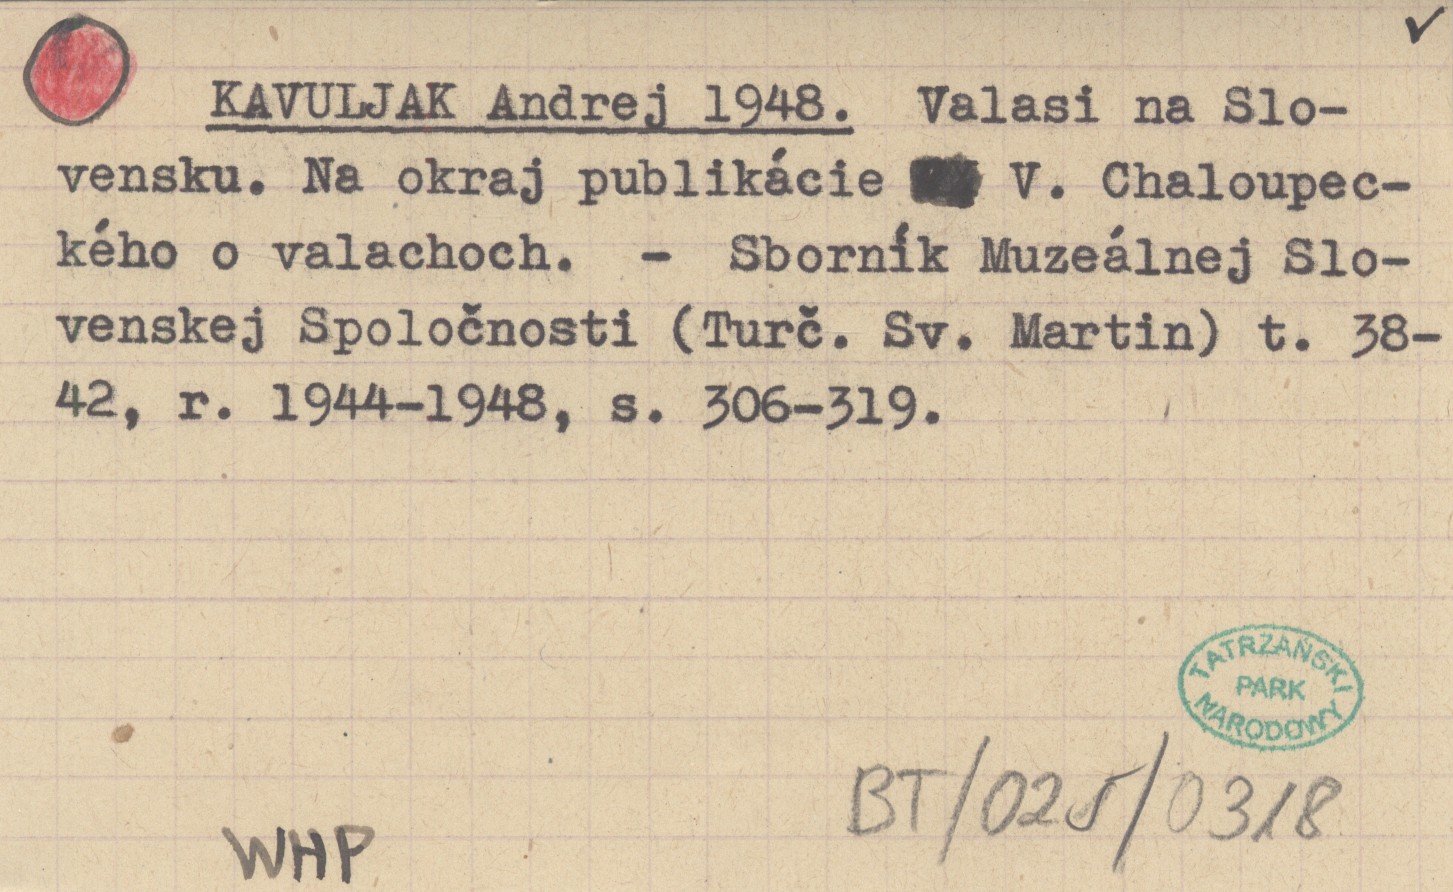 ✓
KAVULJAK Andrej 1948. Valasi na Slo-
vensku. Na okraj publikácie V. Chaloupec-
kého o valachoch. - Sborník Muzeálnej Slo-
venskej Spoločnosti (Turč. Sv. Martin) t. 38-
42, r. 1944-1948, s. 306-319.
TATRZAŃSKI
PARK
NARODOWY
BT/025/0318
WHP